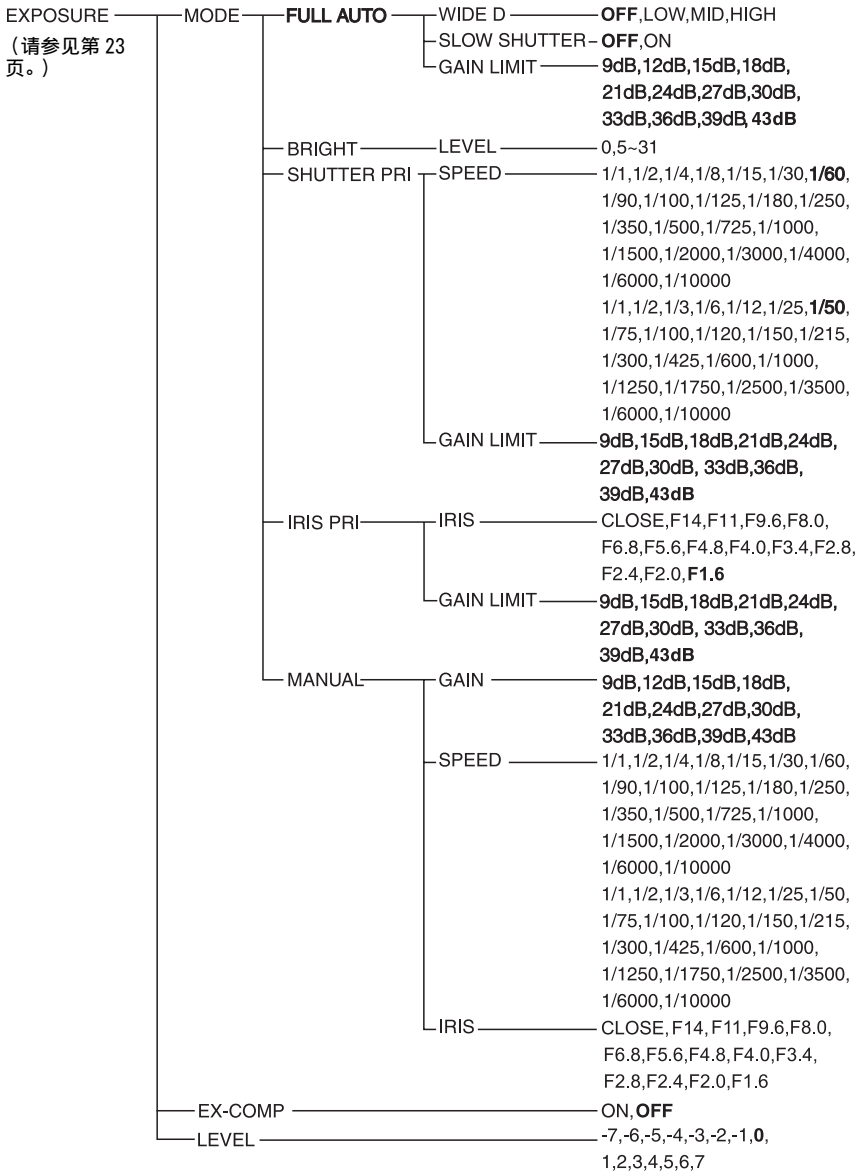 EXPOSURE MODE FULL AUTO WIDE D OFF,LOW,MID,HIGH
（请参见第 23
页。）
SLOW SHUTTER OFF,ON
GAIN LIMIT 9dB,12dB,15dB,18dB,
21dB,24dB,27dB,30dB,
33dB,36dB,39dB,43dB
BRIGHT LEVEL 0,5~31
SHUTTER PRI SPEED 1/1,1/2,1/4,1/8,1/15,1/30,1/60,
1/90,1/100,1/125,1/180,1/250,
1/350,1/500,1/725,1/1000,
1/1500,1/2000,1/3000,1/4000,
1/6000,1/10000
1/1,1/2,1/3,1/6,1/12,1/25,1/50,
1/75,1/100,1/120,1/150,1/215,
1/300,1/425,1/600,1/1000,
1/1250,1/1750,1/2500,1/3500,
1/6000,1/10000
GAIN LIMIT 9dB,15dB,18dB,21dB,24dB,
27dB,30dB, 33dB,36dB,
39dB,43dB
IRIS PRI IRIS CLOSE,F14,F11,F9.6,F8.0,
F6.8,F5.6,F4.8,F4.0,F3.4,F2.8,
F2.4,F2.0,F1.6
GAIN LIMIT 9dB,15dB,18dB,21dB,24dB,
27dB,30dB, 33dB,36dB,
39dB,43dB
MANUAL GAIN 9dB,12dB,15dB,18dB,
21dB,24dB,27dB,30dB,
33dB,36dB,39dB,43dB
SPEED 1/1,1/2,1/4,1/8,1/15,1/30,1/60,
1/90,1/100,1/125,1/180,1/250,
1/350,1/500,1/725,1/1000,
1/1500,1/2000,1/3000,1/4000,
1/6000,1/10000
1/1,1/2,1/3,1/6,1/12,1/25,1/50,
1/75,1/100,1/120,1/150,1/215,
1/300,1/425,1/600,1/1000,
1/1250,1/1750,1/2500,1/3500,
1/6000,1/10000
IRIS CLOSE,F14,F11,F9.6,F8.0,
F6.8,F5.6,F4.8,F4.0,F3.4,
F2.8,F2.4,F2.0,F1.6
EX-COMP ON,OFF
LEVEL -7,-6,-5,-4,-3,-2,-1,0,
1,2,3,4,5,6,7